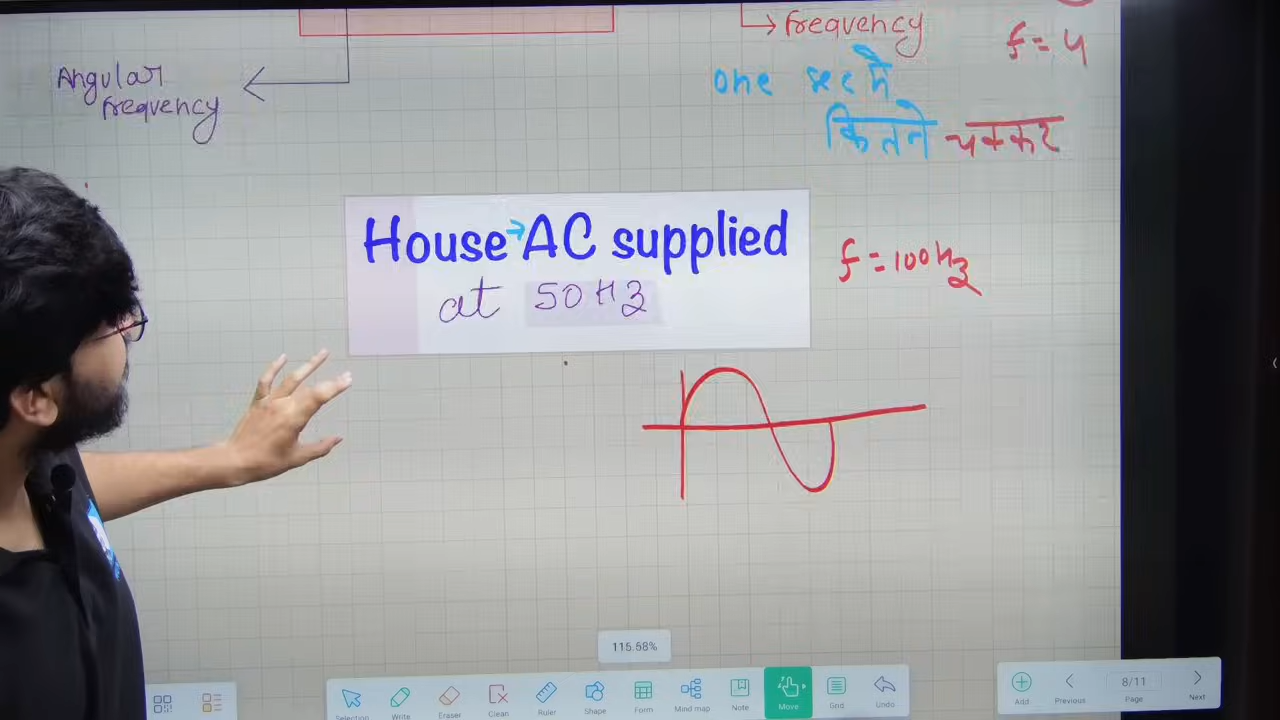 frequency
f = 4
Angular
frequency
one sec में
कितने चक्कर
House → AC supplied
at 50 Hz
f = 100 Hz
115.58%
Selection
Write
Eraser
Clean
Ruler
Shape
Form
Mind map
Note
Move
Grid
Undo
Add
Previous
8/11
Page
Next